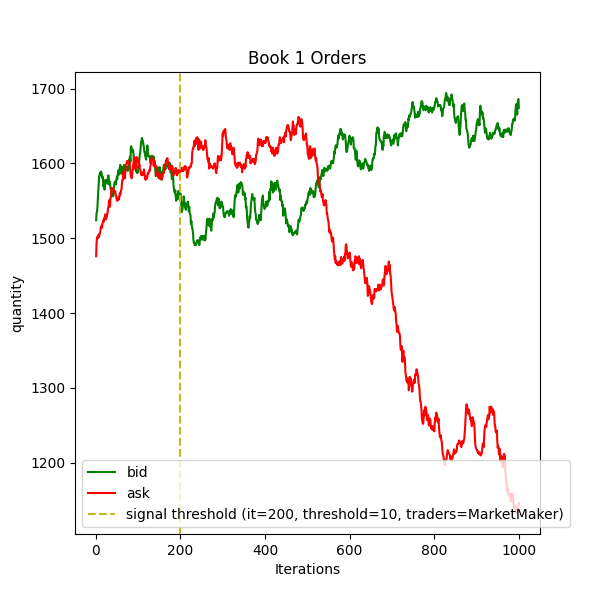 Book 1 Orders
quantity
1700
1600
1500
1400
1300
1200
bid
ask
signal threshold (it=200, threshold=10, traders=MarketMaker)
0 200 400 600 800 1000
Iterations